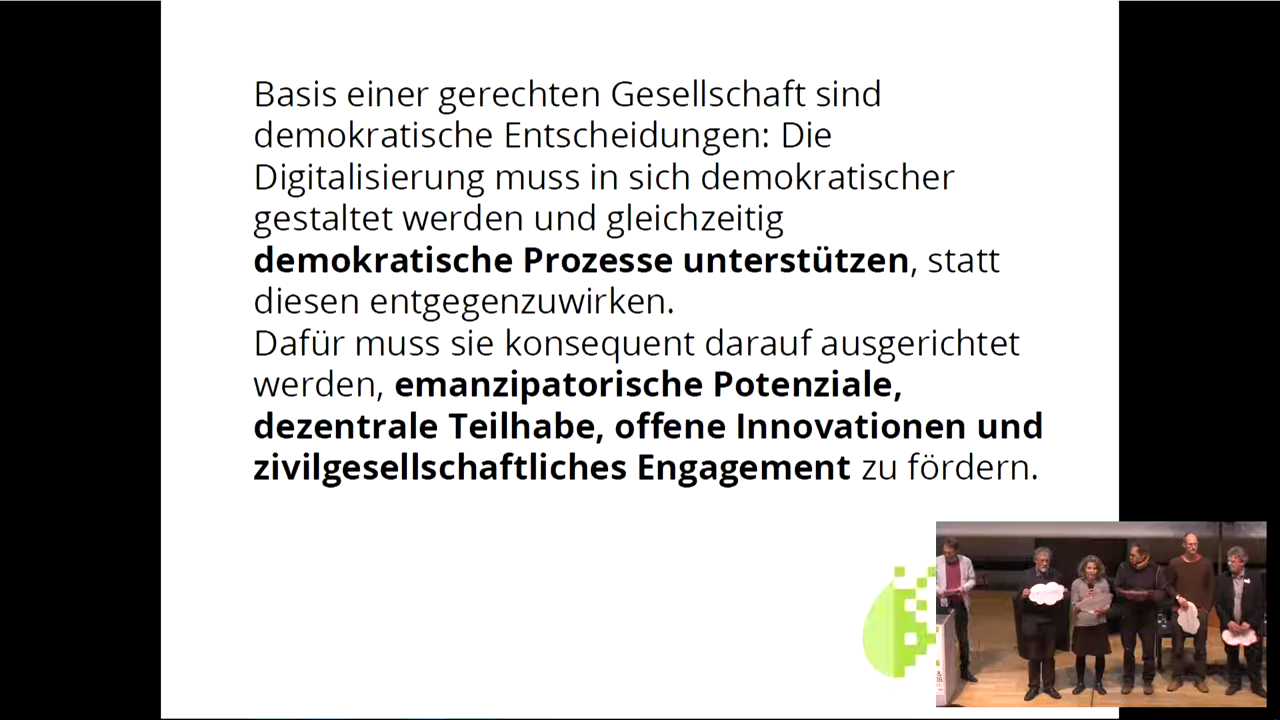 Basis einer gerechten Gesellschaft sind
demokratische Entscheidungen: Die
Digitalisierung muss in sich demokratischer
gestaltet werden und gleichzeitig
demokratische Prozesse unterstützen, statt
diesen entgegenzuwirken.
Dafür muss sie konsequent darauf ausgerichtet
werden, emanzipatorische Potenziale,
dezentrale Teilhabe, offene Innovationen und
zivilgesellschaftliches Engagement zu fördern.